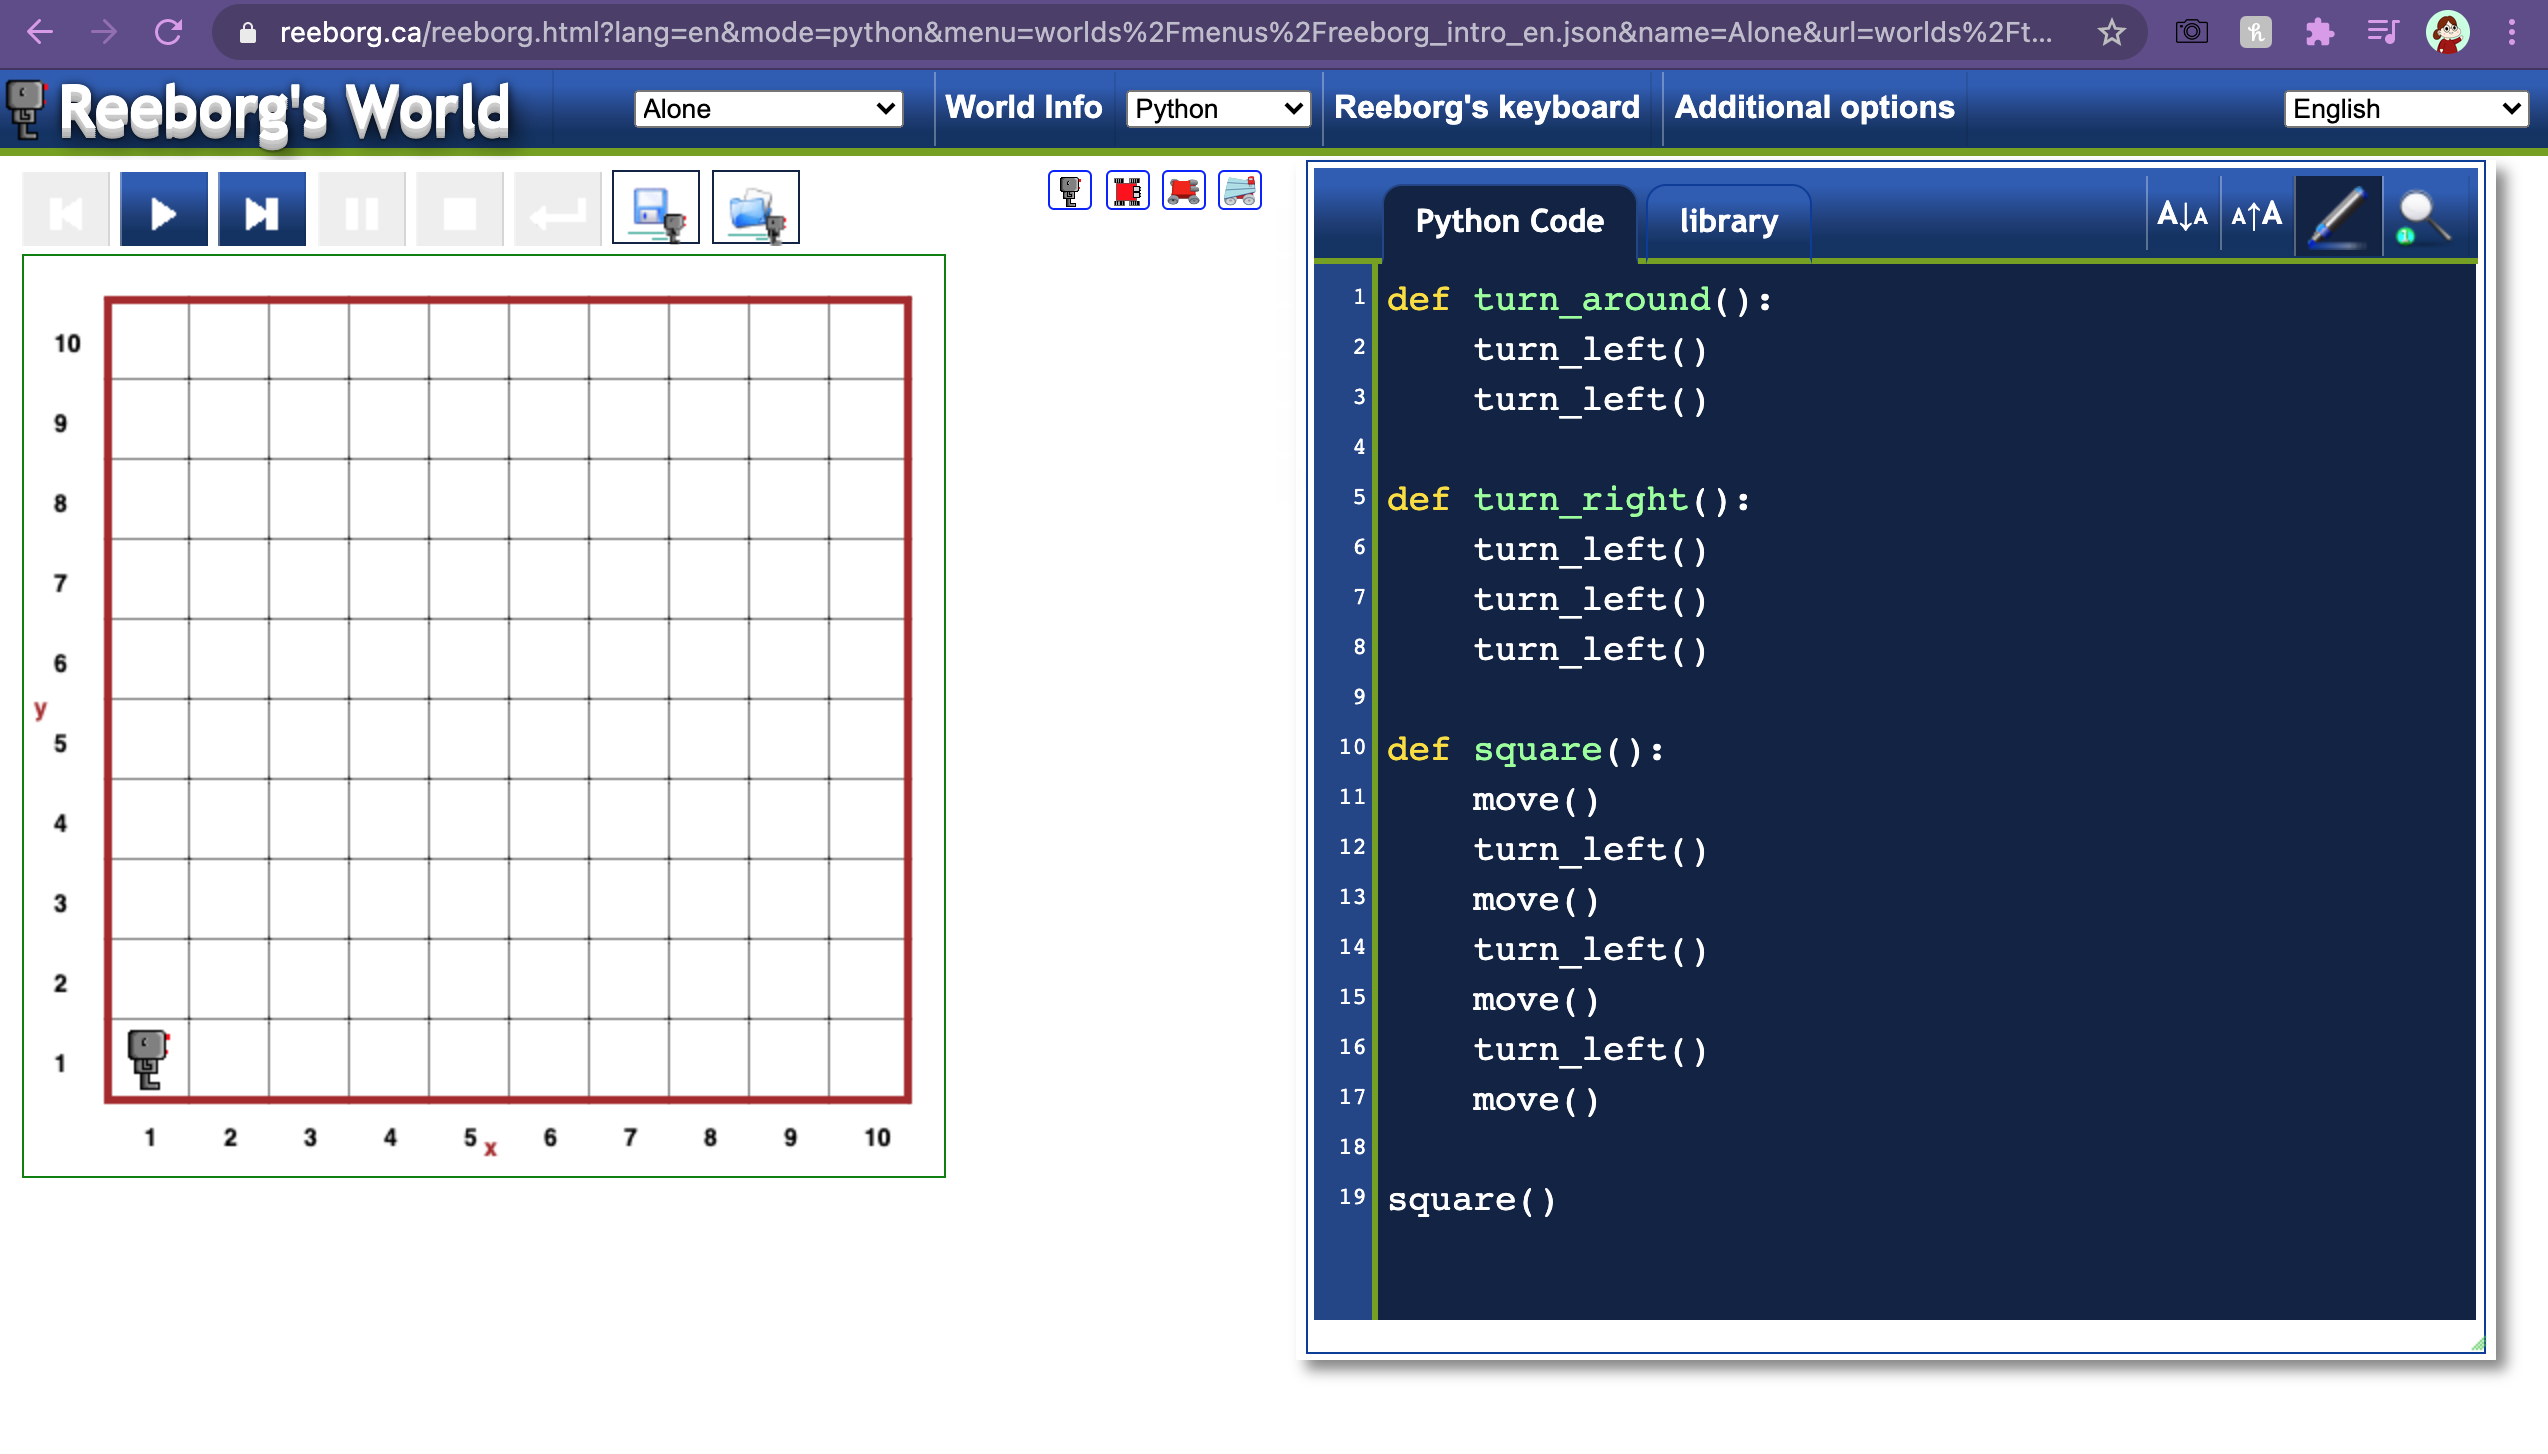 reeborg.ca/reeborg.html?lang=en&mode=python&menu=worlds%2Fmenus%2Freeborg_intro_en.json&name=Alone&url=worlds%2Ft...
Reeborg's World
Alone
World Info
Python
Reeborg's keyboard
Additional options
English
Python Code
library
A↓A
A↑A
1 def turn_around():
2 turn_left()
3 turn_left()
4
5 def turn_right():
6 turn_left()
7 turn_left()
8 turn_left()
9
10 def square():
11 move()
12 turn_left()
13 move()
14 turn_left()
15 move()
16 turn_left()
17 move()
18
19 square()
10
9
8
7
6
y
5
4
3
2
1
1 2 3 4 5 x 6 7 8 9 10